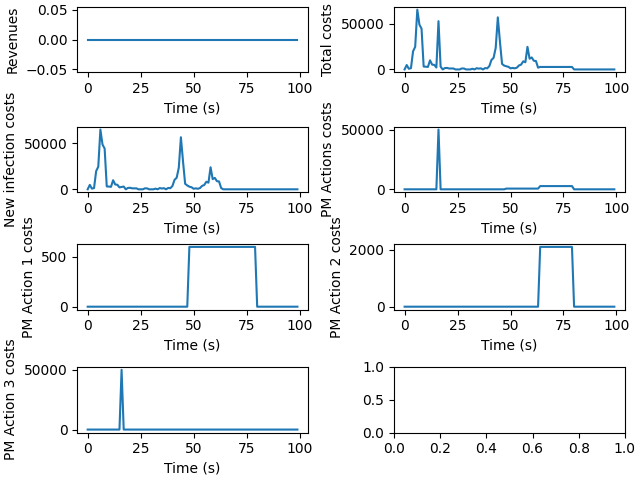 Revenues
0.05
0.00
−0.05
0 25 50 75 100
Time (s)
Total costs
50000
0
0 25 50 75 100
Time (s)
New infection costs
50000
0
0 25 50 75 100
Time (s)
PM Actions costs
50000
0
0 25 50 75 100
Time (s)
PM Action 1 costs
500
0
0 25 50 75 100
Time (s)
PM Action 2 costs
2000
0
0 25 50 75 100
Time (s)
PM Action 3 costs
50000
0
0 25 50 75 100
Time (s)
1.0
0.5
0.0
0.0 0.2 0.4 0.6 0.8 1.0